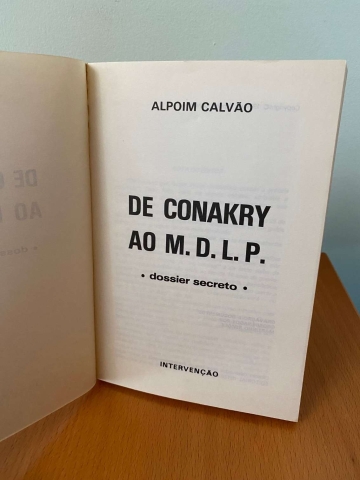 ALPOIM CALVÃO
DE CONAKRY
AO M. D. L. P.
• dossier secreto •
INTERVENÇÃO